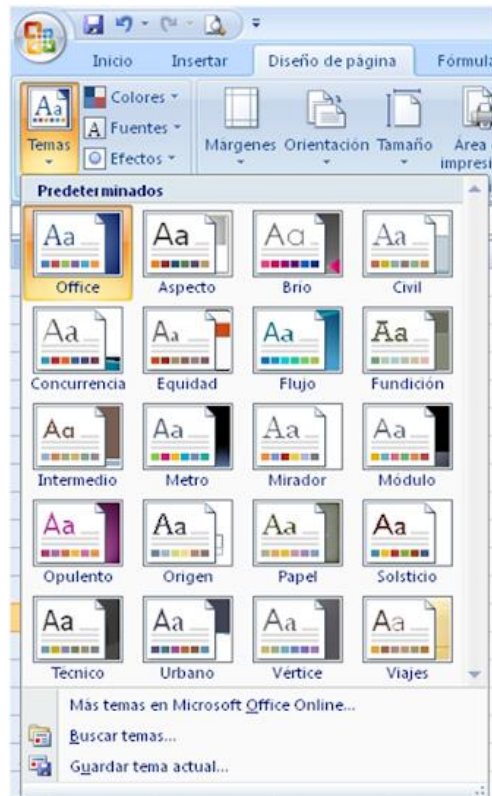 Inicio Insertar Diseño de página Fórmula
Aa Temas
Colores
A Fuentes
Efectos
Márgenes Orientación Tamaño Área
impresi
Predeterminados
Aa Aa Aa Aa
Office Aspecto Brío Civil
Aa Aa Aa Aa
Concurrencia Equidad Flujo Fundición
Aa Aa Aa Aa
Intermedio Metro Mirador Módulo
Aa Aa Aa Aa
Opulento Origen Papel Solsticio
Aa Aa Aa Aa
Técnico Urbano Vértice Viajes
Más temas en Microsoft Office Online...
Buscar temas...
Guardar tema actual...